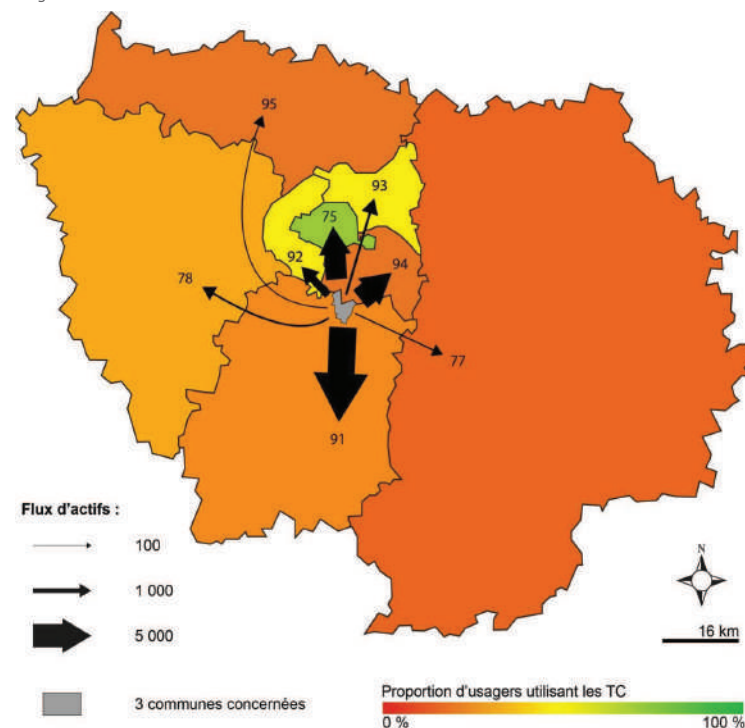 95
93
75
92
94
78
77
91
Flux d'actifs :
100
1 000
5 000
3 communes concernées
N
16 km
Proportion d'usagers utilisant les TC
0 %
100 %